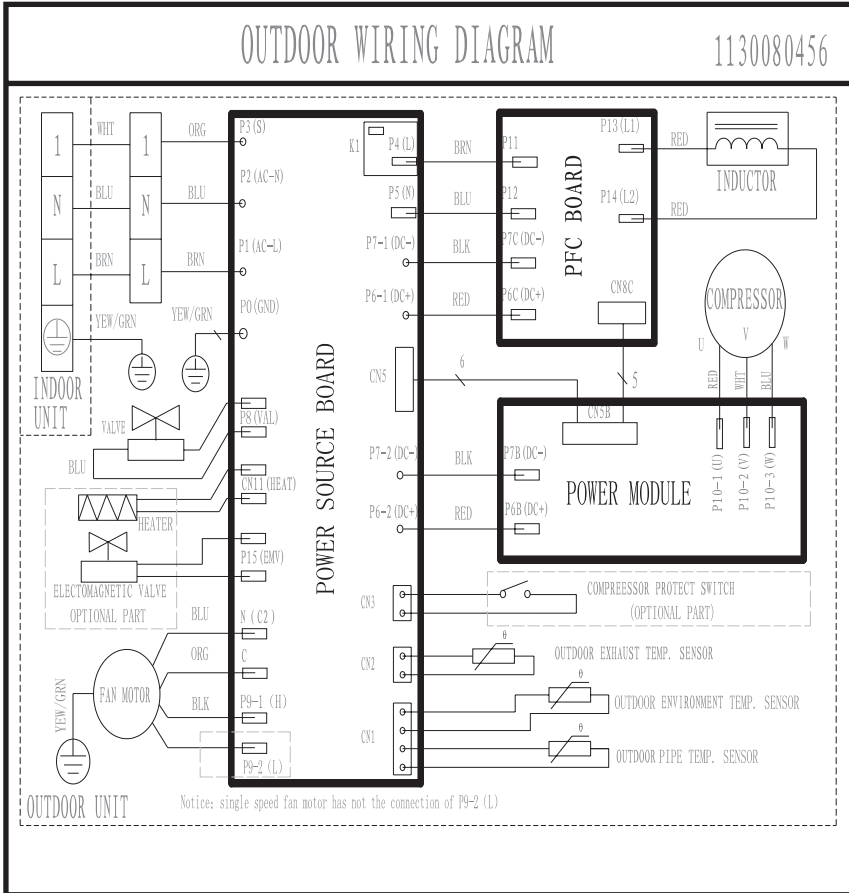 OUTDOOR WIRING DIAGRAM
1130080456
1
WHT
1
ORG
P3(S)
N
BLU
N
BLU
P2(AC-N)
L
BRN
L
BRN
P1(AC-L)
YEW/GRN
YEW/GRN
P0(GND)
INDOOR
UNIT
VALVE
BLU
P8(VAL)
CN11(HEAT)
HEATER
P15(EMV)
ELECTOMAGNETIC VALVE
OPTIONAL PART
BLU
N(C2)
ORG
C
FAN MOTOR
BLK
P9-1 (H)
P9-2 (L)
YEW/GRN
OUTDOOR UNIT
POWER SOURCE BOARD
K1
P4(L)
BRN
P11
P5(N)
BLU
P12
P7-1(DC-)
BLK
P7C(DC-)
P6-1(DC+)
RED
P6C(DC+)
PFC BOARD
P13(L1)
RED
P14(L2)
RED
INDUCTOR
CN8C
COMPRESSOR
U
V
W
RED
WHT
BLU
CN5
6
5
CN5B
P7-2(DC-)
BLK
P7B(DC-)
P6-2(DC+)
RED
P6B(DC+)
POWER MODULE
P10-1(U)
P10-2(V)
P10-3(W)
CN3
COMPREESSOR PROTECT SWITCH
(OPTIONAL PART)
CN2
θ
OUTDOOR EXHAUST TEMP. SENSOR
CN1
θ
OUTDOOR ENVIRONMENT TEMP. SENSOR
θ
OUTDOOR PIPE TEMP. SENSOR
Notice: single speed fan motor has not the connection of P9-2 (L)